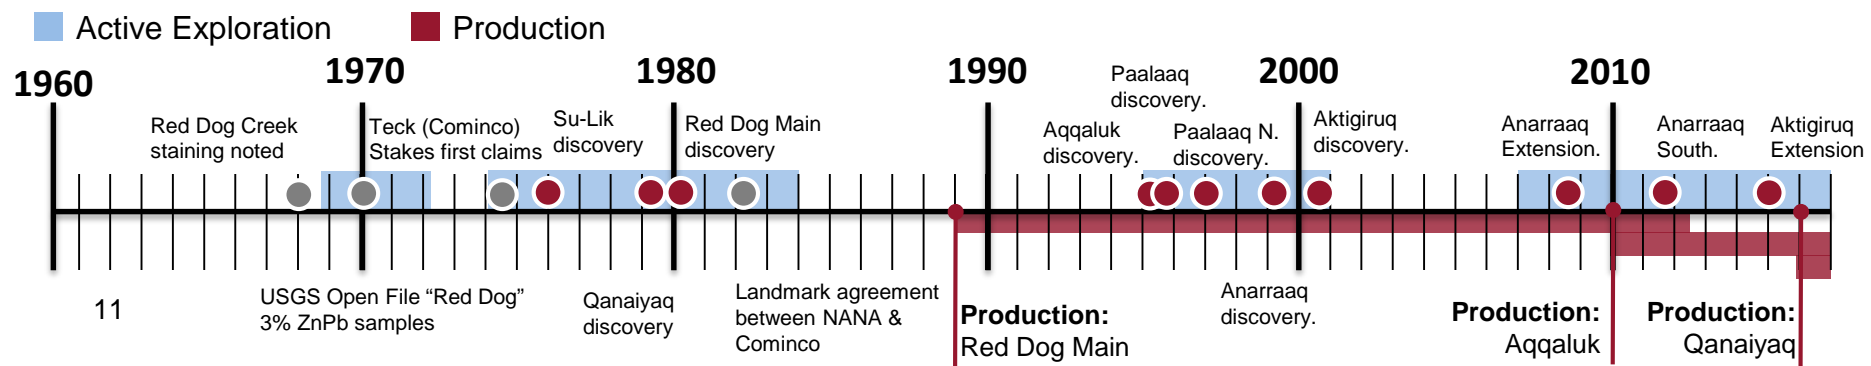 Active Exploration
Production
1960
1970
1980
1990
2000
2010
Red Dog Creek
staining noted
Teck (Cominco)
Stakes first claims
Su-Lik
discovery
Red Dog Main
discovery
Aqqaluk
discovery.
Paalaaq
discovery.
Paalaaq N.
discovery.
Aktigiruq
discovery.
Anarraaq
Extension.
Anarraaq
South.
Aktigiruq
Extension
11
USGS Open File “Red Dog”
3% ZnPb samples
Qanaiyaq
discovery
Landmark agreement
between NANA &
Cominco
Production:
Red Dog Main
Anarraaq
discovery.
Production:
Aqqaluk
Production:
Qanaiyaq